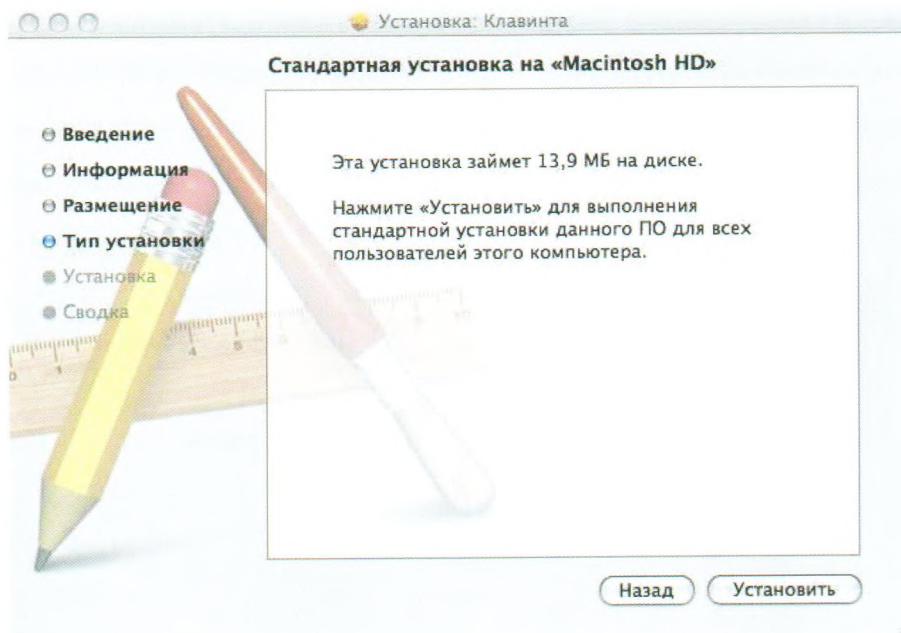 Установка: Клавинта
Стандартная установка на «Macintosh HD»
Введение
Информация
Размещение
Тип установки
Установка
Сводка
Эта установка займет 13,9 МБ на диске.
Нажмите «Установить» для выполнения
стандартной установки данного ПО для всех
пользователей этого компьютера.
Назад
Установить